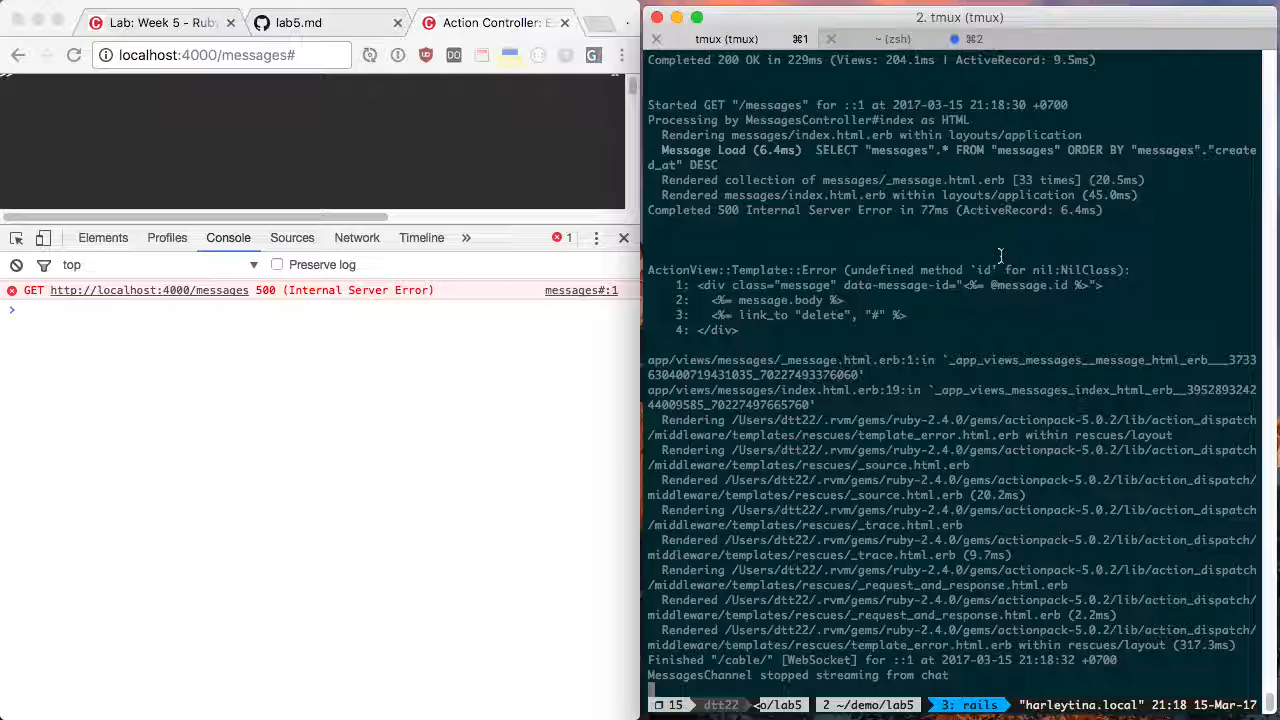 Lab: Week 5 - Rub
lab5.md
Action Controller: E
localhost:4000/messages#
Elements
Profiles
Console
Sources
Network
Timeline
1
top
Preserve log
GET http://localhost:4000/messages 500 (Internal Server Error)
messages#:1
>
2. tmux (tmux)
tmux (tmux) ⌘1
~ (zsh) ⌘2
Completed 200 OK in 229ms (Views: 204.1ms | ActiveRecord: 9.5ms)
Started GET "/messages" for ::1 at 2017-03-15 21:18:30 +0700
Processing by MessagesController#index as HTML
Rendering messages/index.html.erb within layouts/application
Message Load (6.4ms)  SELECT "messages".* FROM "messages" ORDER BY "messages"."create
d_at" DESC
Rendered collection of messages/_message.html.erb [33 times] (20.5ms)
Rendered messages/index.html.erb within layouts/application (45.0ms)
Completed 500 Internal Server Error in 77ms (ActiveRecord: 6.4ms)
ActionView::Template::Error (undefined method `id' for nil:NilClass):
1: <div class="message" data-message-id="<%= @message.id %>">
2:   <%= message.body %>
3:   <%= link_to "delete", "#" %>
4: </div>
app/views/messages/_message.html.erb:1:in `_app_views_messages__message_html_erb___3733
630400719431035_70227493376060'
app/views/messages/index.html.erb:19:in `_app_views_messages_index_html_erb__3952893242
44009585_70227497665760'
Rendering /Users/dtt22/.rvm/gems/ruby-2.4.0/gems/actionpack-5.0.2/lib/action_dispatch
/middleware/templates/rescues/template_error.html.erb within rescues/layout
Rendering /Users/dtt22/.rvm/gems/ruby-2.4.0/gems/actionpack-5.0.2/lib/action_dispatch
/middleware/templates/rescues/_source.html.erb
Rendered /Users/dtt22/.rvm/gems/ruby-2.4.0/gems/actionpack-5.0.2/lib/action_dispatch/
middleware/templates/rescues/_source.html.erb (20.2ms)
Rendering /Users/dtt22/.rvm/gems/ruby-2.4.0/gems/actionpack-5.0.2/lib/action_dispatch
/middleware/templates/rescues/_trace.html.erb
Rendered /Users/dtt22/.rvm/gems/ruby-2.4.0/gems/actionpack-5.0.2/lib/action_dispatch/
middleware/templates/rescues/_trace.html.erb (9.7ms)
Rendering /Users/dtt22/.rvm/gems/ruby-2.4.0/gems/actionpack-5.0.2/lib/action_dispatch
/middleware/templates/rescues/_request_and_response.html.erb
Rendered /Users/dtt22/.rvm/gems/ruby-2.4.0/gems/actionpack-5.0.2/lib/action_dispatch/
middleware/templates/rescues/_request_and_response.html.erb (2.2ms)
Rendered /Users/dtt22/.rvm/gems/ruby-2.4.0/gems/actionpack-5.0.2/lib/action_dispatch/
middleware/templates/rescues/template_error.html.erb within rescues/layout (317.3ms)
Finished "/cable/" [WebSocket] for ::1 at 2017-03-15 21:18:32 +0700
MessagesChannel stopped streaming from chat
15 dtt22 <o/lab5 2 ~/demo/lab5 3: rails "harleytina.local" 21:18 15-Mar-17